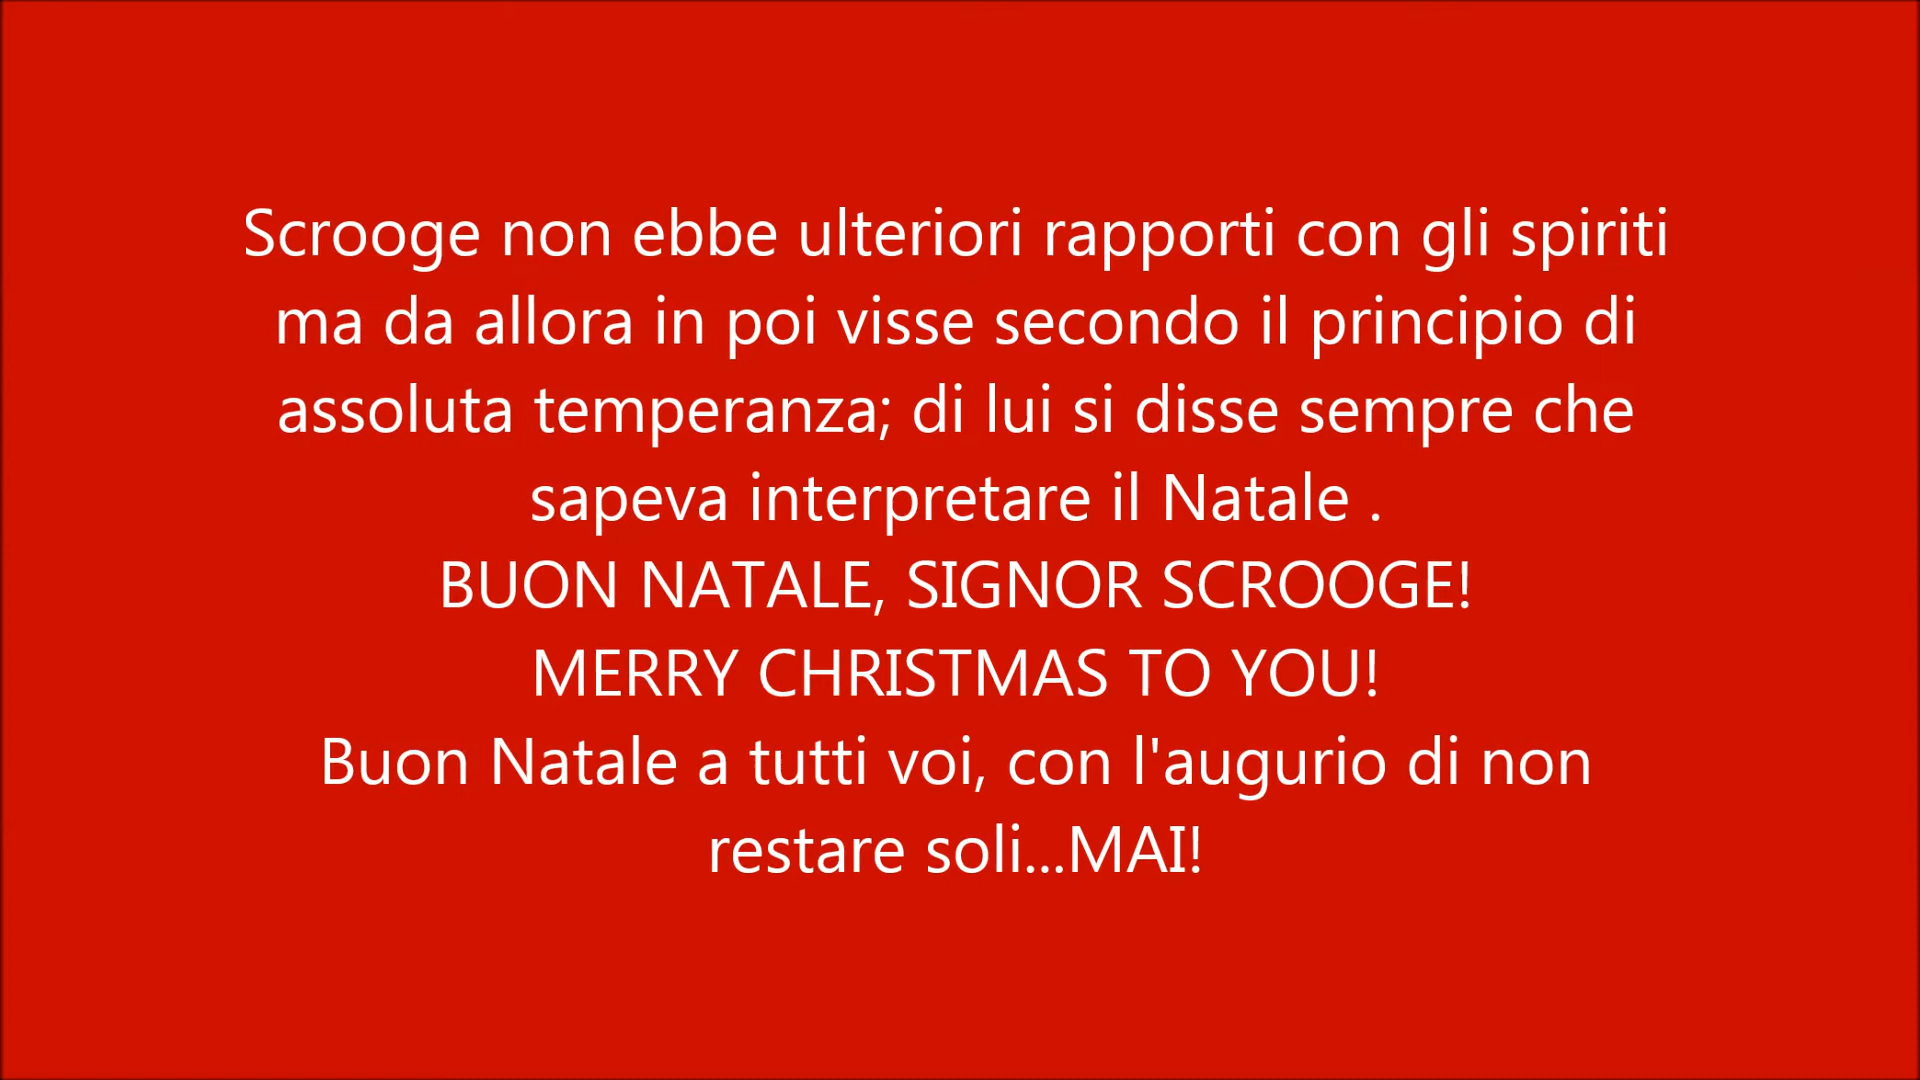 Scrooge non ebbe ulteriori rapporti con gli spiriti
ma da allora in poi visse secondo il principio di
assoluta temperanza; di lui si disse sempre che
sapeva interpretare il Natale .
BUON NATALE, SIGNOR SCROOGE!
MERRY CHRISTMAS TO YOU!
Buon Natale a tutti voi, con l'augurio di non
restare soli...MAI!